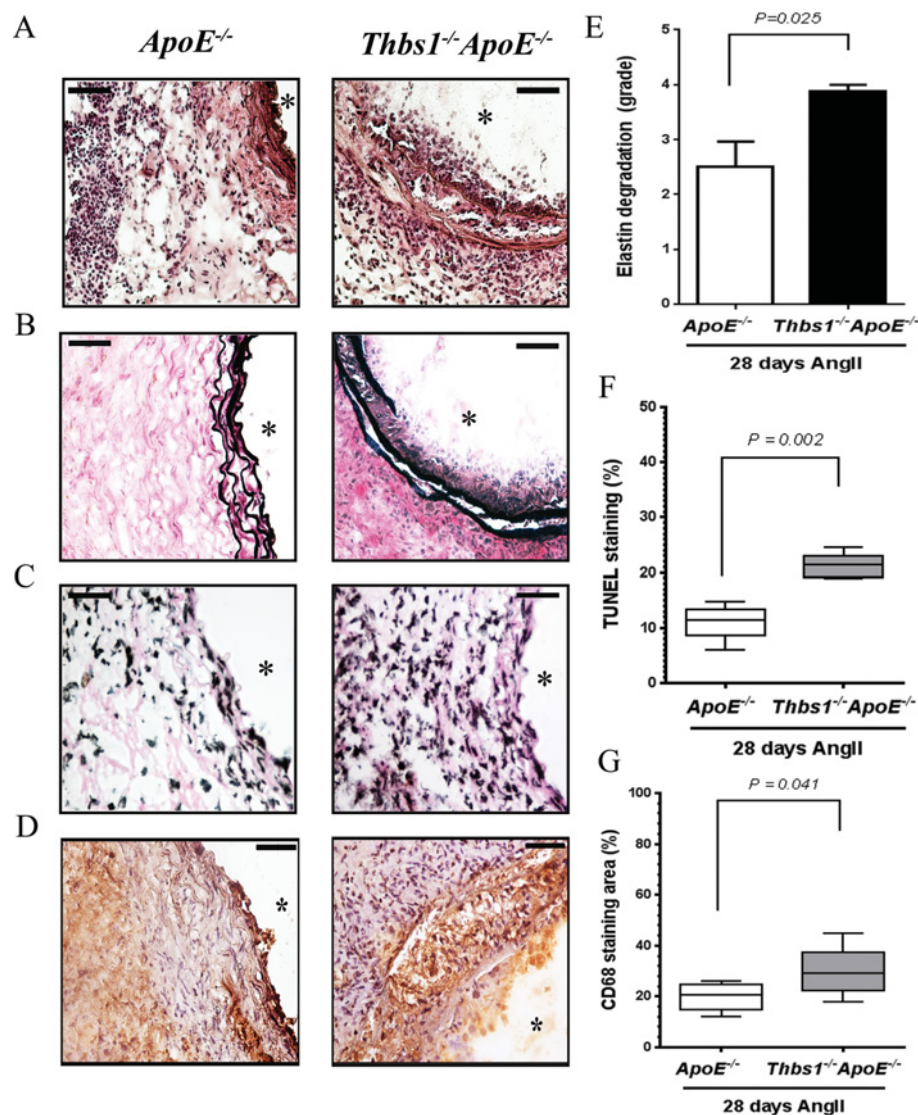 A
ApoE-/-
Thbs1-/-ApoE-/-
*
*
B
*
*
C
*
*
D
*
*
E
P=0.025
Elastin degradation (grade)
5
4
3
2
1
0
ApoE-/- Thbs1-/-ApoE-/-
28 days AngII
F
P = 0.002
TUNEL staining (%)
50
40
30
20
10
0
ApoE-/- Thbs1-/-ApoE-/-
28 days AngII
G
P = 0.041
CD68 staining area (%)
100
80
60
40
20
0
ApoE-/- Thbs1-/-ApoE-/-
28 days AngII